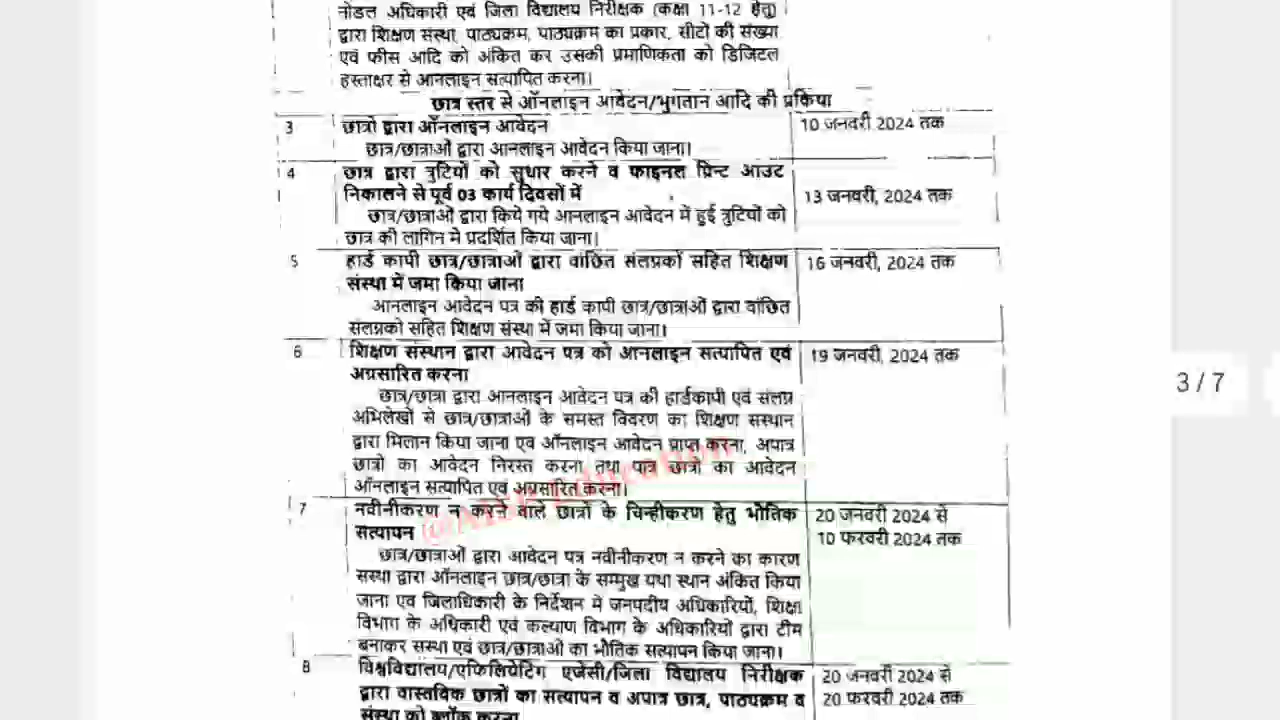 नोडल अधिकारी एवं जिला विद्यालय निरीक्षक (कक्षा 11-12 हेतु)
द्वारा शिक्षण संस्था, पाठ्यक्रम, पाठ्यक्रम का प्रकार, सीटों की संख्या
एवं फीस आदि को अंकित कर उसकी प्रमाणिकता को डिजिटल
हस्ताक्षर से आनलाइन सत्यापित करना।
छात्र स्तर से ऑनलाइन आवेदन/भुगतान आदि की प्रकिया
3 छात्रो द्वारा ऑनलाइन आवेदन 10 जनवरी 2024 तक
छात्र/छात्राओं द्वारा आनलाइन आवेदन किया जाना।
4 छात्र द्वारा त्रुटियों को सुधार करने व फाइनल प्रिन्ट आउट
निकालने से पूर्व 03 कार्य दिवसों में 13 जनवरी, 2024 तक
छात्र/छात्राओं द्वारा किये गये आनलाइन आवेदन में हुई त्रुटियों को
छात्र की लागिन मे प्रदर्शित किया जाना।
5 हार्ड कापी छात्र/छात्राओं द्वारा वांछित संलग्नकों सहित शिक्षण 16 जनवरी, 2024 तक
संस्था में जमा किया जाना
आनलाइन आवेदन पत्र की हार्ड कापी छात्र/छात्राओं द्वारा वांछित
संलग्नको सहित शिक्षण संस्था में जमा किया जाना।
6 शिक्षण संस्थान द्वारा आवेदन पत्र को ऑनलाइन सत्यापित एवं 19 जनवरी, 2024 तक
अग्रसारित करना
छात्र/छात्रा द्वारा आनलाइन आवेदन पत्र की हार्डकापी एवं संलग्न
अभिलेखों से छात्र/छात्राओं के समस्त विवरण का शिक्षण संस्थान
द्वारा मिलान किया जाना एवं ऑनलाइन आवेदन प्राप्त करना, अपात्र
छात्रो का आवेदन निरस्त करना तथा पात्र छात्रों का आवेदन
ऑनलाइन सत्यापित एवं अग्रसारित करना।
7 नवीनीकरण न करने वाले छात्रों के चिन्हीकरण हेतु भौतिक 20 जनवरी 2024 से
सत्यापन 10 फरवरी 2024 तक
छात्र/छात्राओं द्वारा आवेदन पत्र नवीनीकरण न करने का कारण
संस्था द्वारा ऑनलाइन छात्र/छात्रा के सम्मुख यथा स्थान अंकित किया
जाना एवं जिलाधिकारी के निर्देशन में जनपदीय अधिकारियों, शिक्षा
विभाग के अधिकारी एवं कल्याण विभाग के अधिकारियों द्वारा टीम
बनाकर संस्था एवं छात्र/छात्राओं का भौतिक सत्यापन किया जाना।
8 विश्वविद्यालय/एफिलियेटिंग एजेंसी/जिला विद्यालय निरीक्षक 20 जनवरी 2024 से
द्वारा वास्तविक छात्रों का सत्यापन व अपात्र छात्र, पाठ्यक्रम व 20 फरवरी 2024 तक
संस्था को ब्लॉक करना
3 / 7
Education